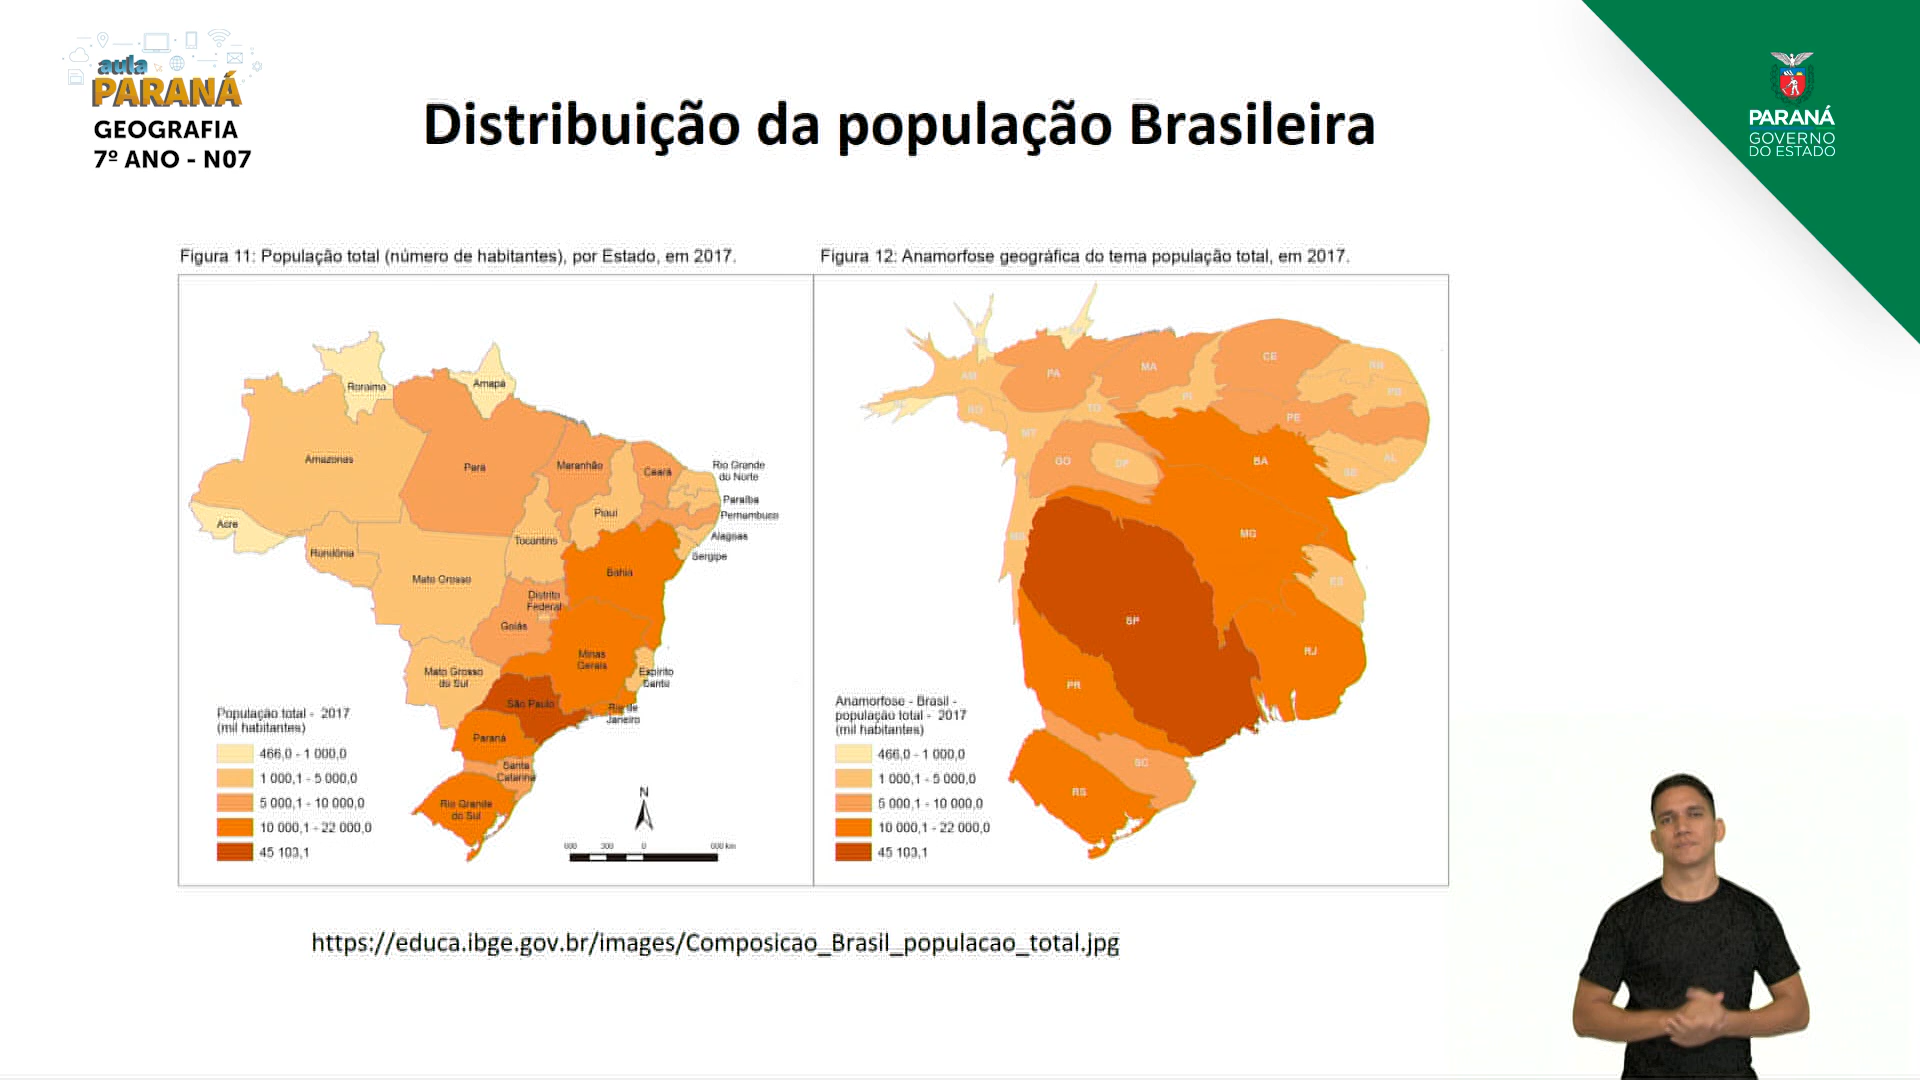 aula
PARANÁ
GEOGRAFIA
7º ANO - N07
Distribuição da população Brasileira
PARANÁ
GOVERNO
DO ESTADO
Figura 11: População total (número de habitantes), por Estado, em 2017.
Roraima
Amapá
Amazonas
Pará
Maranhão
Ceará
Rio Grande
do Norte
Paraíba
Pernambuco
Piauí
Alagoas
Sergipe
Acre
Rondônia
Tocantins
Mato Grosso
Bahia
Distrito
Federal
Goiás
Minas
Gerais
Mato Grosso
do Sul
Espírito
Santo
São Paulo
Rio de
Janeiro
Paraná
Santa
Catarina
Rio Grande
do Sul
População total - 2017
(mil habitantes)
466,0 - 1 000,0
1 000,1 - 5 000,0
5 000,1 - 10 000,0
10 000,1 - 22 000,0
45 103,1
N
600 300 0 600 km
Figura 12: Anamorfose geográfica do tema população total, em 2017.
AM
PA
MA
CE
RN
PB
PI
PE
RO
TO
MT
GO
DF
BA
AL
SE
MS
MG
ES
SP
RJ
PR
SC
RS
Anamorfose - Brasil -
população total - 2017
(mil habitantes)
466,0 - 1 000,0
1 000,1 - 5 000,0
5 000,1 - 10 000,0
10 000,1 - 22 000,0
45 103,1
https://educa.ibge.gov.br/images/Composicao_Brasil_populacao_total.jpg